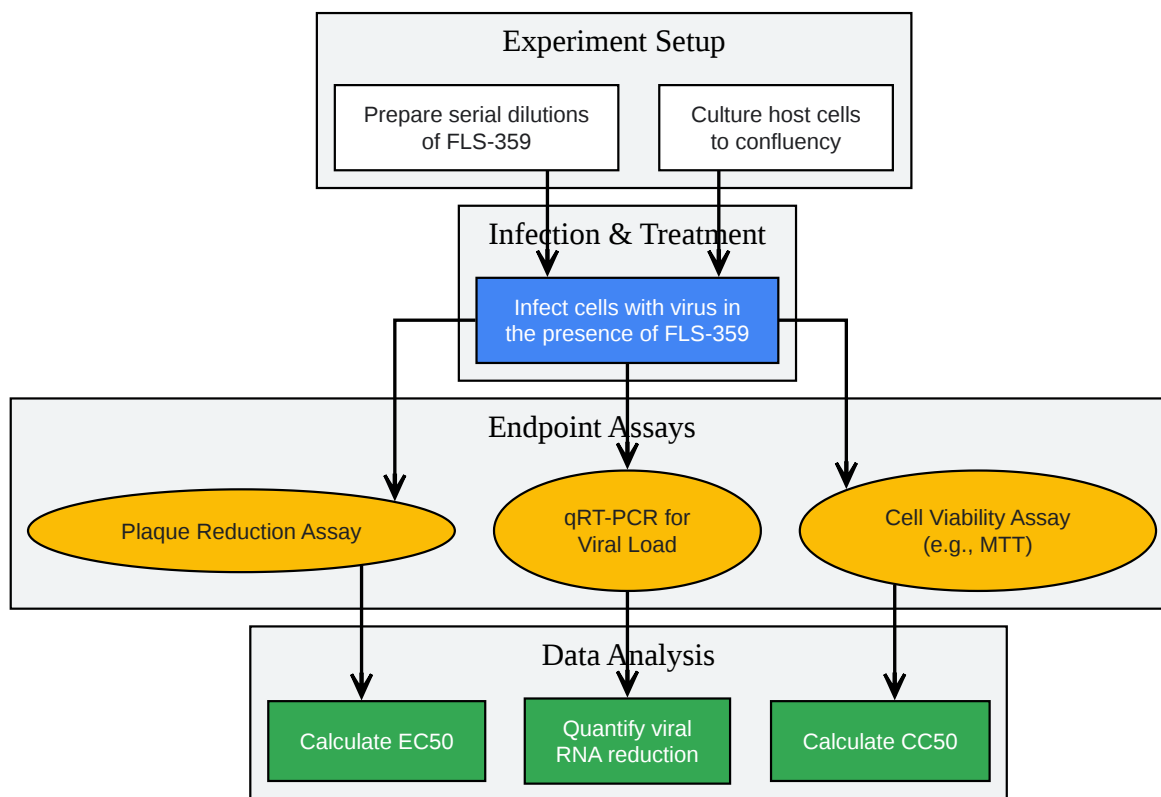 Experiment Setup
Prepare serial dilutions
of FLS-359
Culture host cells
to confluency
Infection & Treatment
Infect cells with virus in
the presence of FLS-359
Endpoint Assays
Plaque Reduction Assay
qRT-PCR for
Viral Load
Cell Viability Assay
(e.g., MTT)
Data Analysis
Calculate EC50
Quantify viral
RNA reduction
Calculate CC50